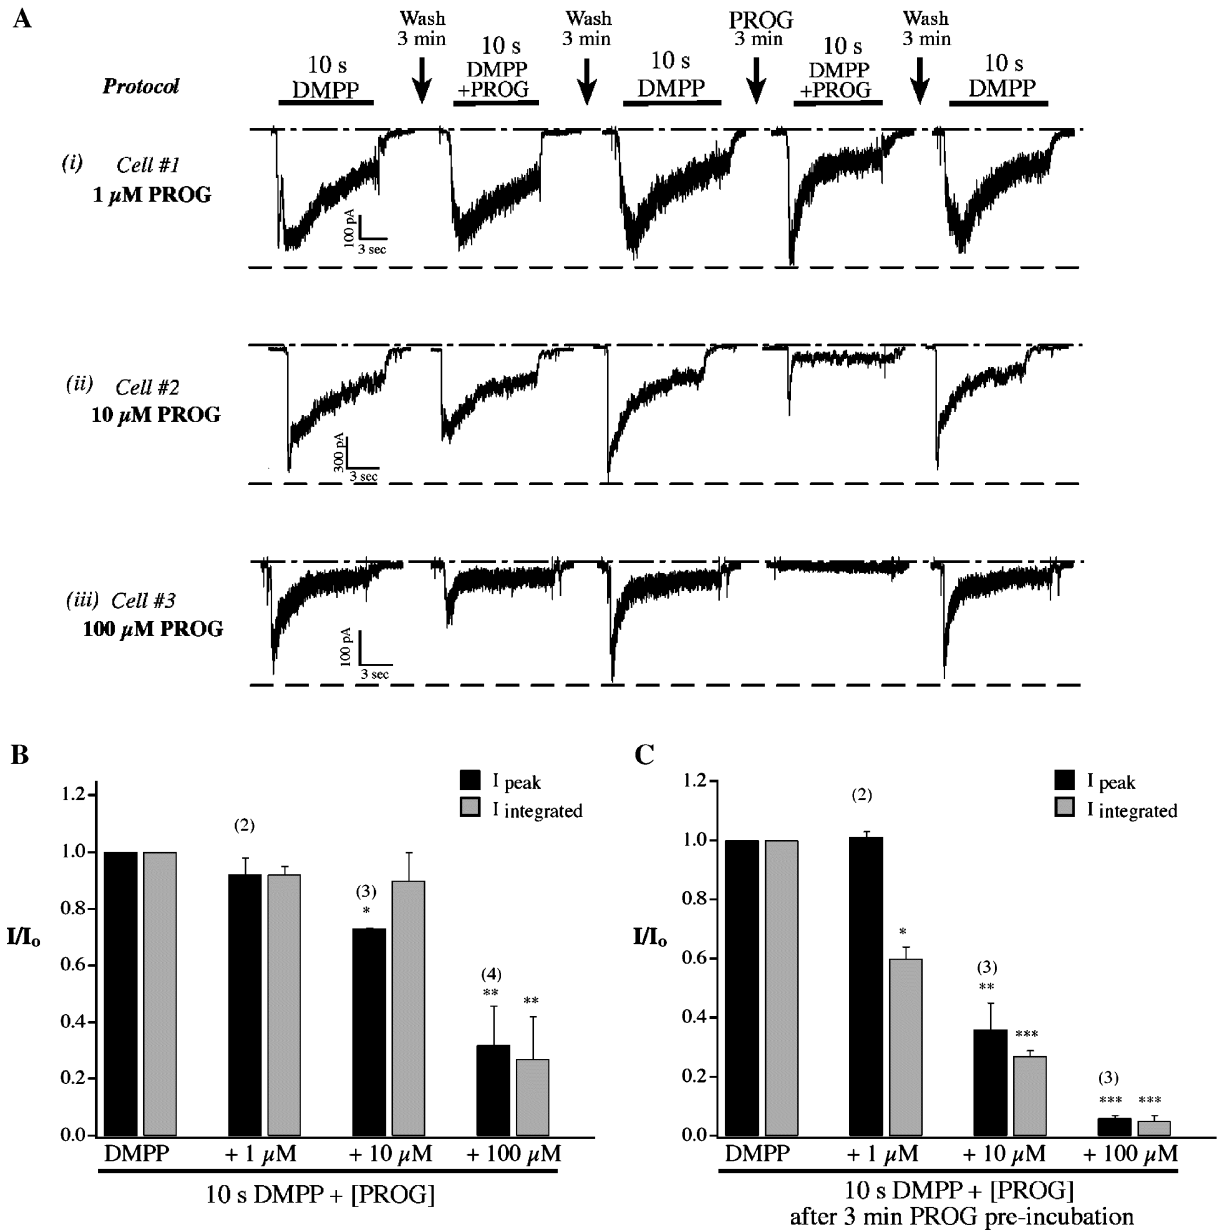 A
Protocol
10 s
DMPP
Wash
3 min
10 s
DMPP
+PROG
Wash
3 min
10 s
DMPP
PROG
3 min
10 s
DMPP
+PROG
Wash
3 min
10 s
DMPP
(i) Cell #1
1 µM PROG
100 pA
3 sec
(ii) Cell #2
10 µM PROG
300 pA
3 sec
(iii) Cell #3
100 µM PROG
100 pA
3 sec
B
I peak
I integrated
1.2
1.0
0.8
0.6
0.4
0.2
0.0
I/Io
(2)
(3)
*
(4)
**
**
DMPP
+ 1 µM
+ 10 µM
+ 100 µM
10 s DMPP + [PROG]
C
I peak
I integrated
1.2
1.0
0.8
0.6
0.4
0.2
0.0
I/Io
(2)
*
(3)
**
***
(3)
***
***
DMPP
+ 1 µM
+ 10 µM
+ 100 µM
10 s DMPP + [PROG]
after 3 min PROG pre-incubation